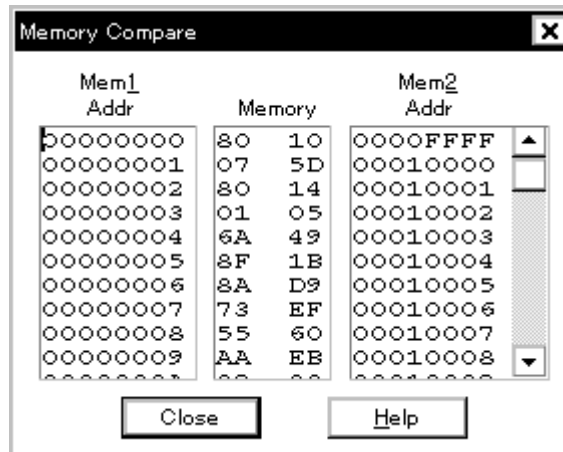 Memory Compare
Mem1 Mem2
Addr Memory Addr
00000000 80 10 0000FFFF
00000001 07 5D 00010000
00000002 80 14 00010001
00000003 01 05 00010002
00000004 6A 49 00010003
00000005 8F 1B 00010004
00000006 8A D9 00010005
00000007 73 EF 00010006
00000008 55 60 00010007
00000009 AA EB 00010008
Close Help